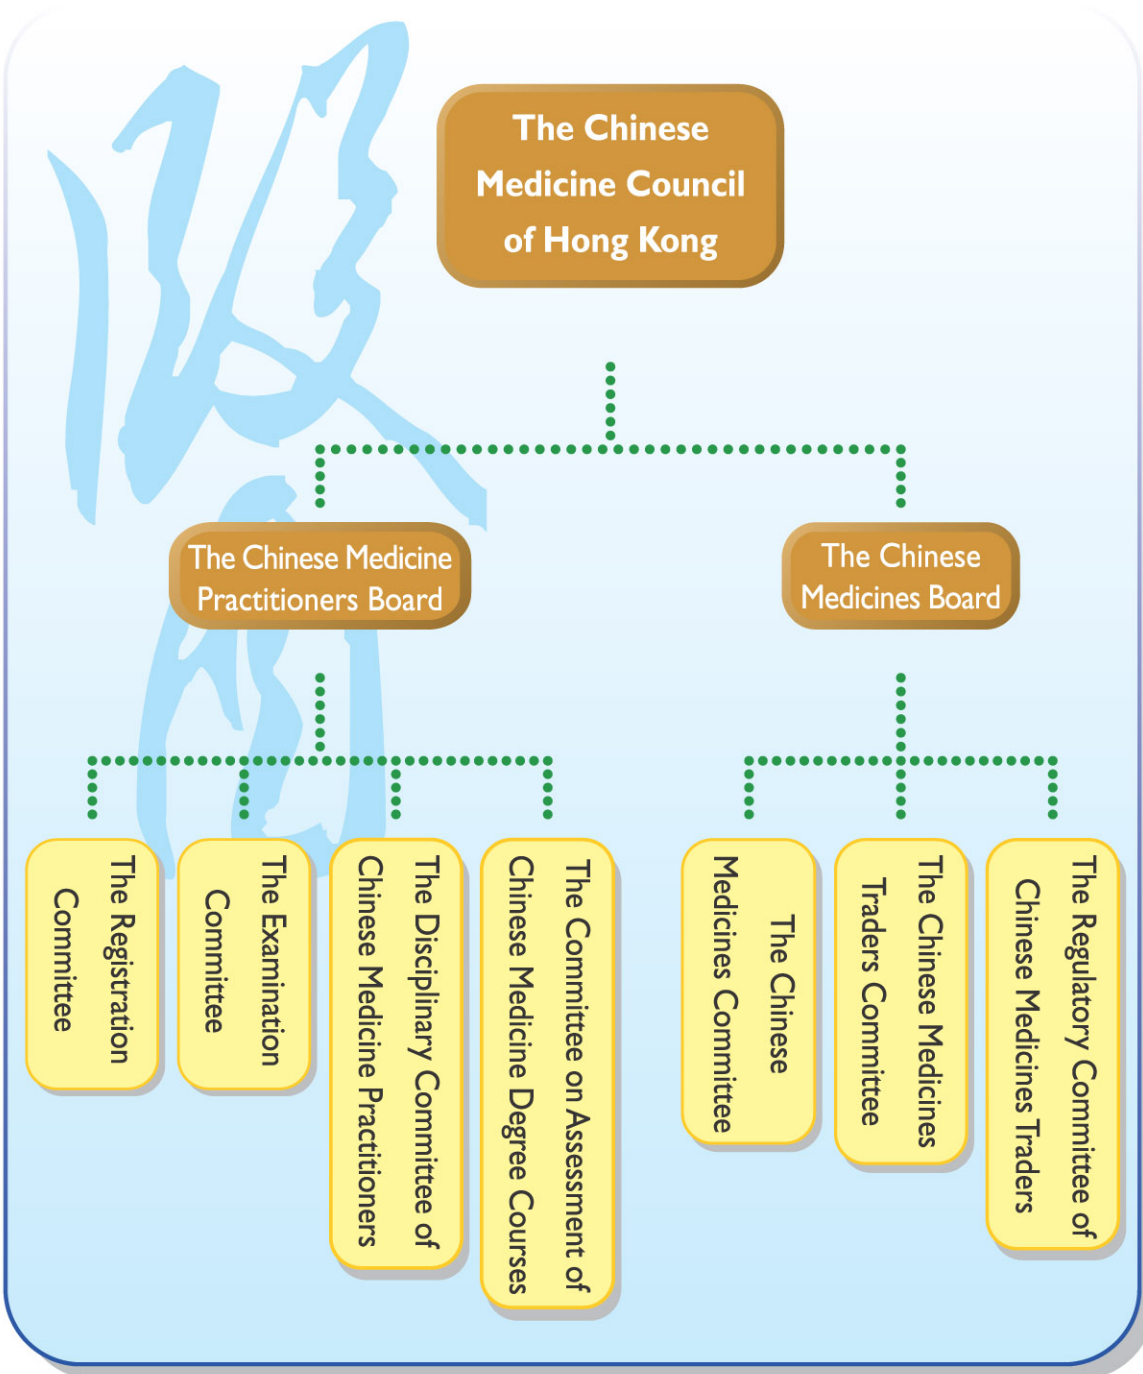 The Chinese
Medicine Council
of Hong Kong
The Chinese Medicine
Practitioners Board
The Chinese
Medicines Board
The Registration
Committee
The Examination
Committee
The Disciplinary Committee of
Chinese Medicine Practitioners
The Committee on Assessment of
Chinese Medicine Degree Courses
The Chinese
Medicines Committee
The Chinese Medicines
Traders Committee
The Regulatory Committee of
Chinese Medicines Traders